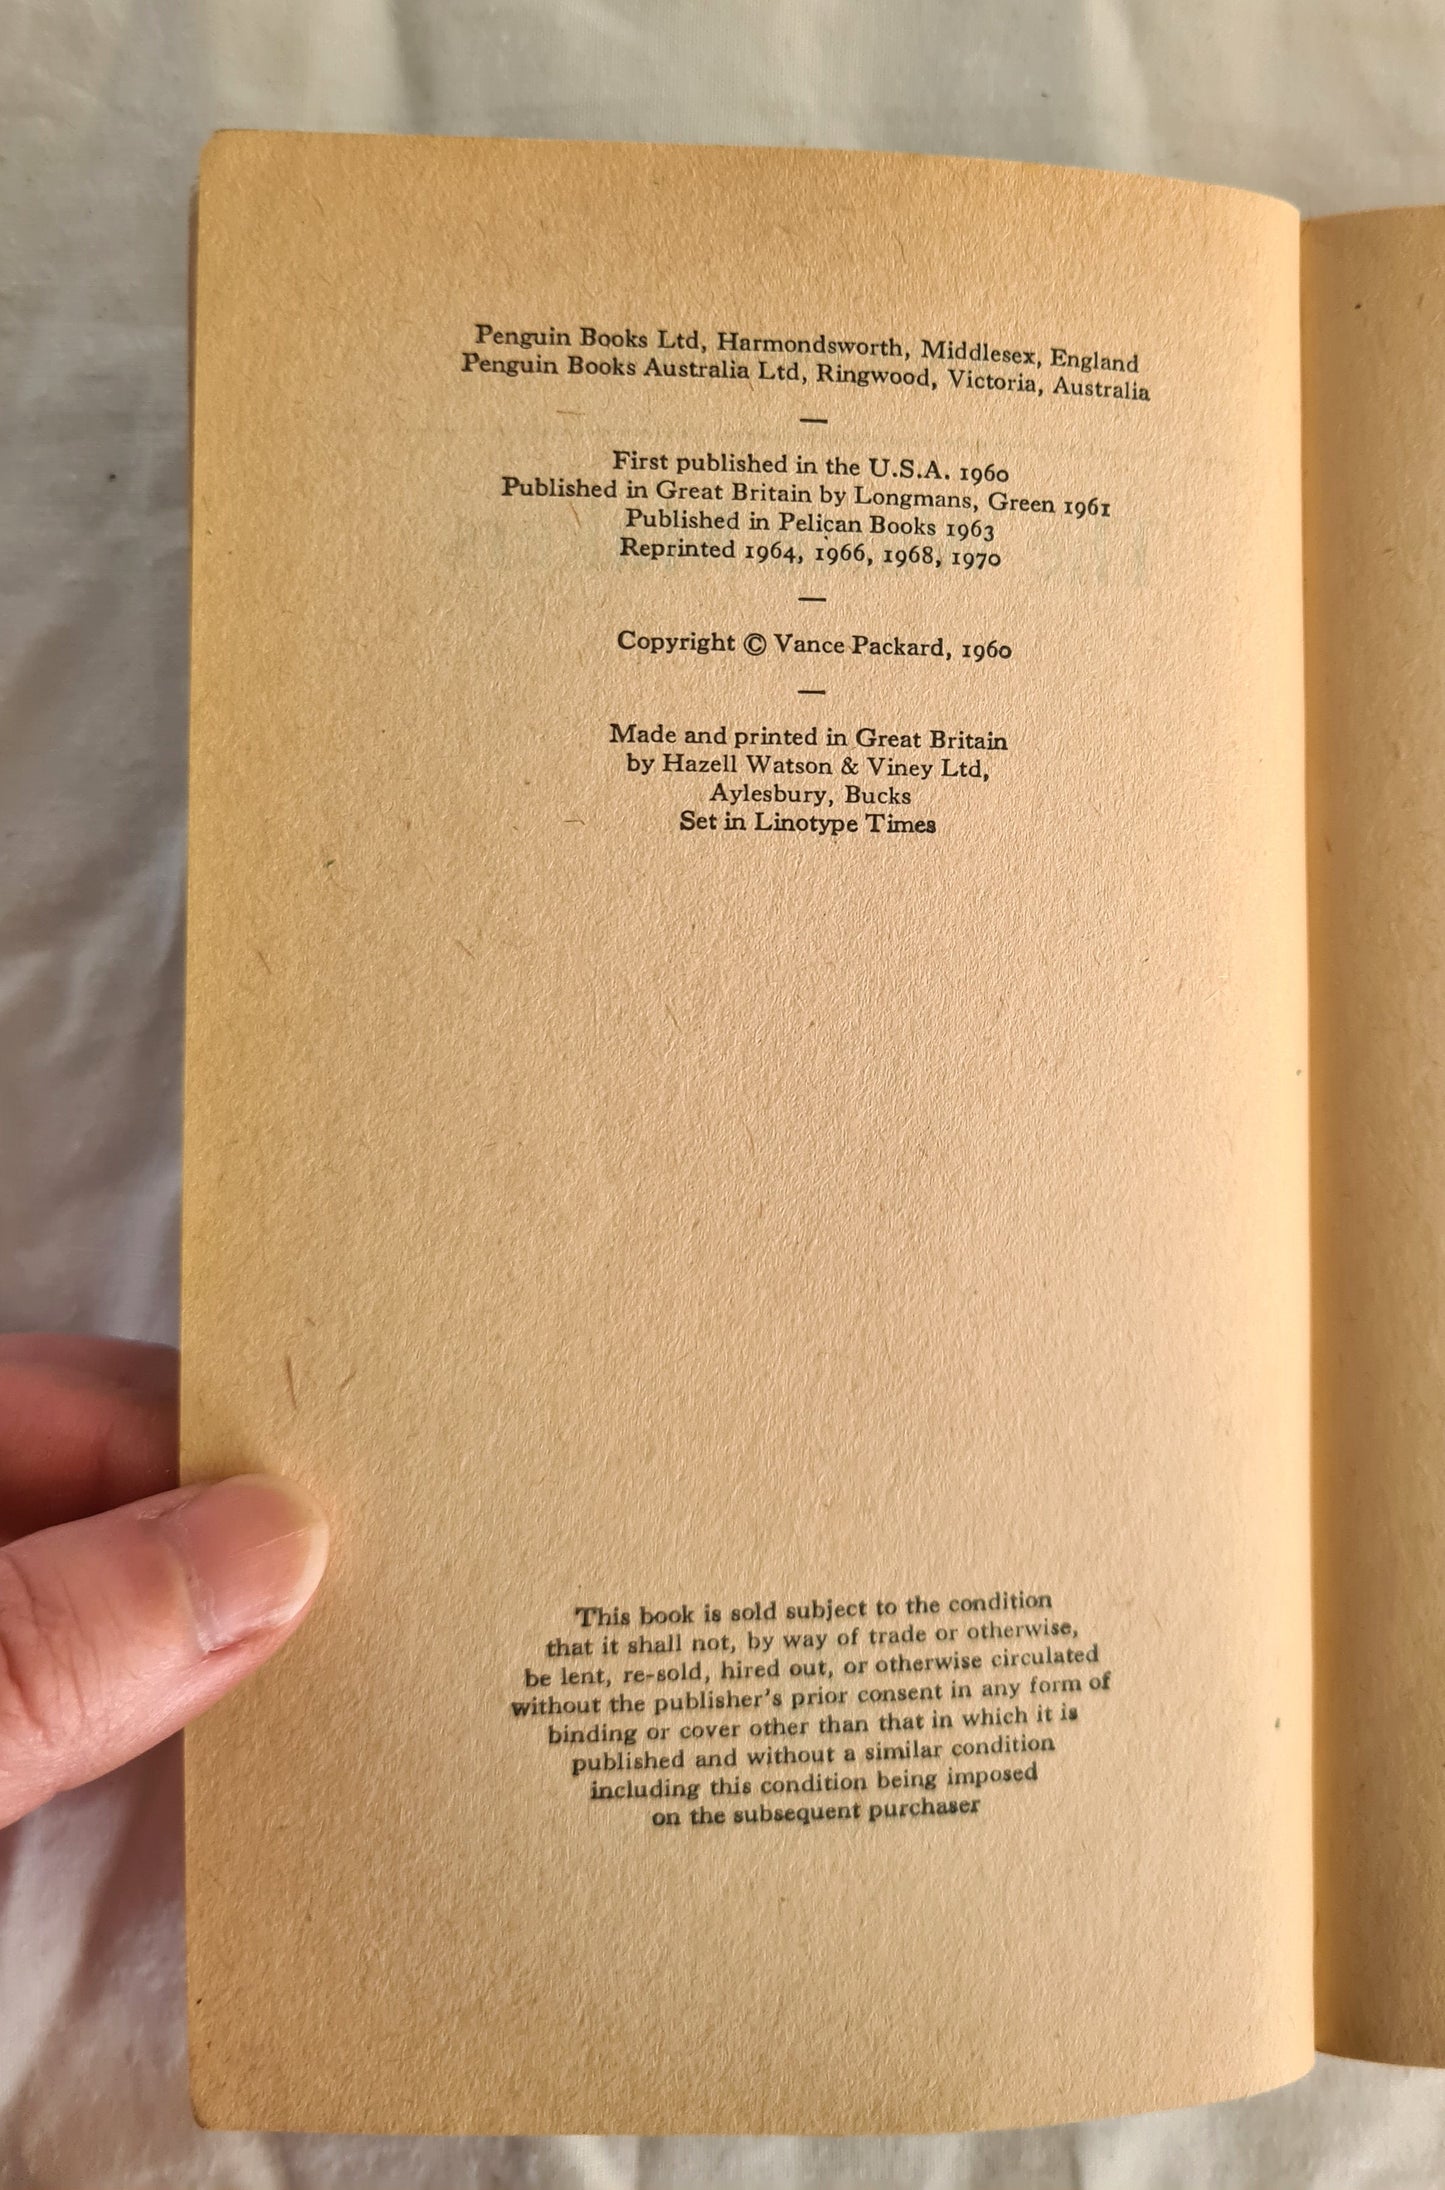 Penguin Books Ltd, Harmondsworth, Middlesex, England
Penguin Books Australia Ltd, Ringwood, Victoria, Australia
—
First published in the U.S.A. 1960
Published in Great Britain by Longmans, Green 1961
Published in Pelican Books 1963
Reprinted 1964, 1966, 1968, 1970
—
Copyright © Vance Packard, 1960
—
Made and printed in Great Britain
by Hazell Watson & Viney Ltd,
Aylesbury, Bucks
Set in Linotype Times
This book is sold subject to the condition
that it shall not, by way of trade or otherwise,
be lent, re-sold, hired out, or otherwise circulated
without the publisher's prior consent in any form of
binding or cover other than that in which it is
published and without a similar condition
including this condition being imposed
on the subsequent purchaser